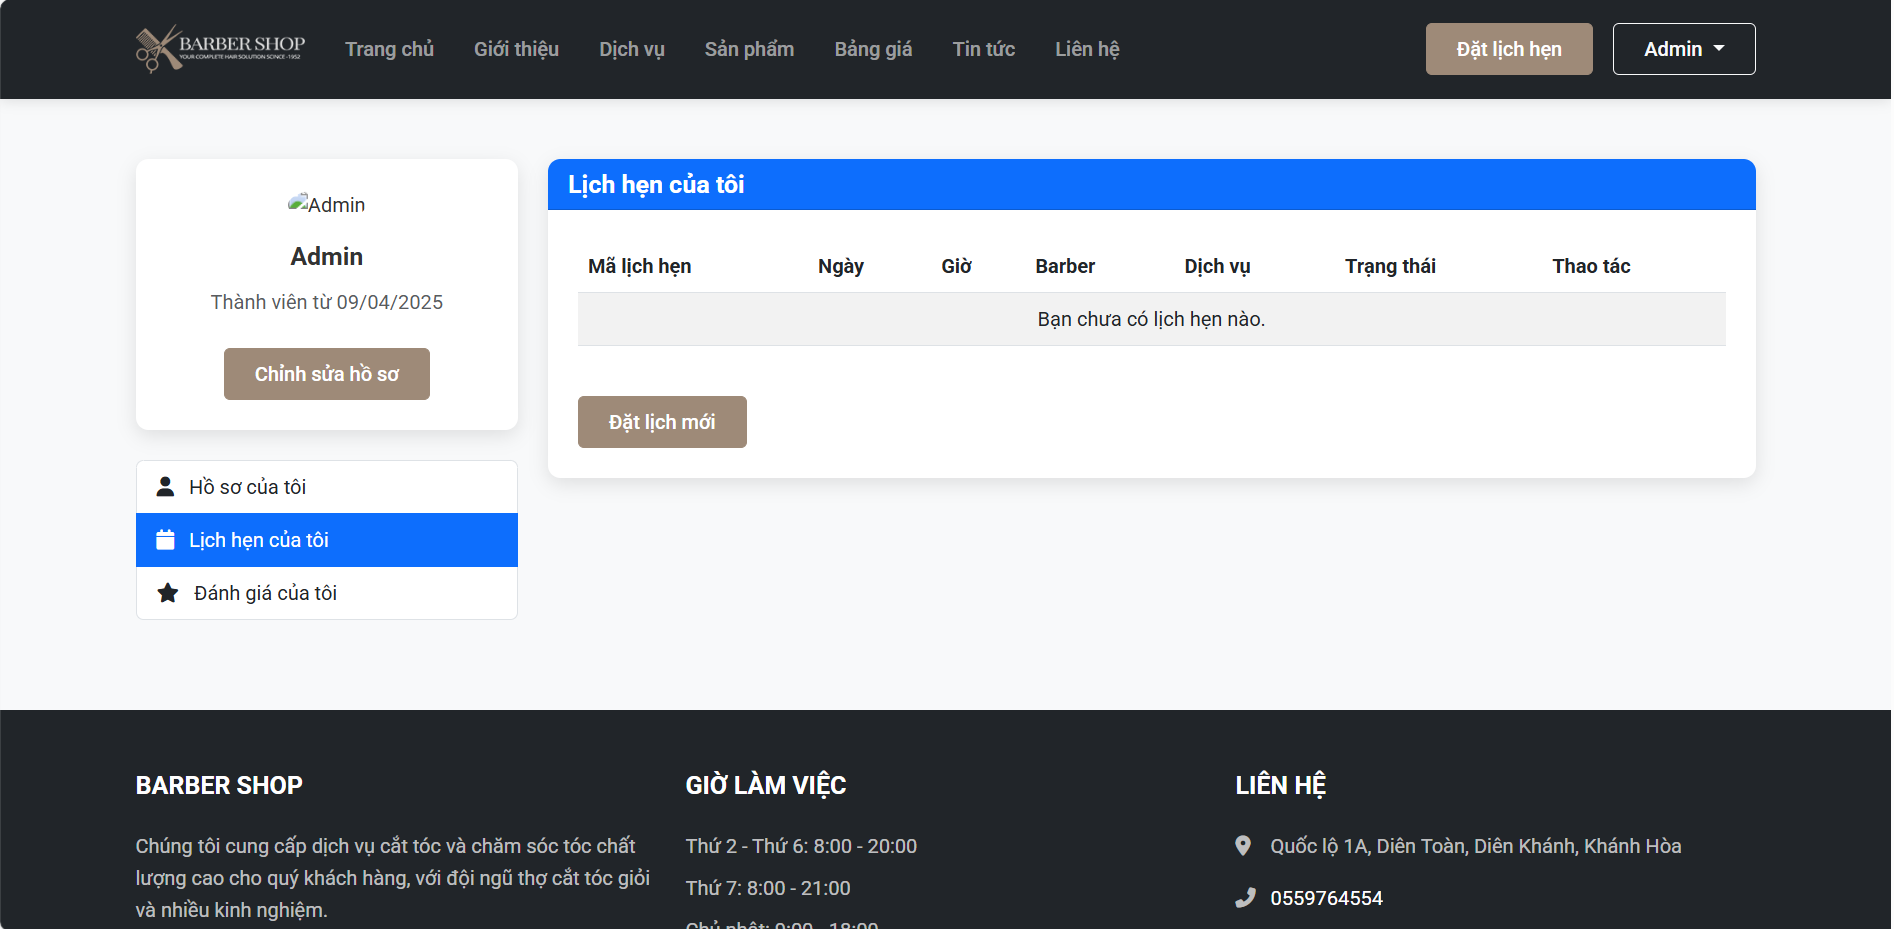 BARBER SHOP
YOUR COMPLETE HAIR SOLUTION SCINCE -1952
Trang chủ
Giới thiệu
Dịch vụ
Sản phẩm
Bảng giá
Tin tức
Liên hệ
Đặt lịch hẹn
Admin
Admin
Admin
Thành viên từ 09/04/2025
Chỉnh sửa hồ sơ
Hồ sơ của tôi
Lịch hẹn của tôi
Đánh giá của tôi
Lịch hẹn của tôi
Mã lịch hẹn Ngày Giờ Barber Dịch vụ Trạng thái Thao tác
Bạn chưa có lịch hẹn nào.
Đặt lịch mới
BARBER SHOP
Chúng tôi cung cấp dịch vụ cắt tóc và chăm sóc tóc chất
lượng cao cho quý khách hàng, với đội ngũ thợ cắt tóc giỏi
và nhiều kinh nghiệm.
GIỜ LÀM VIỆC
Thứ 2 - Thứ 6: 8:00 - 20:00
Thứ 7: 8:00 - 21:00
Chủ nhật: 9:00 - 18:00
LIÊN HỆ
Quốc lộ 1A, Diên Toàn, Diên Khánh, Khánh Hòa
0559764554